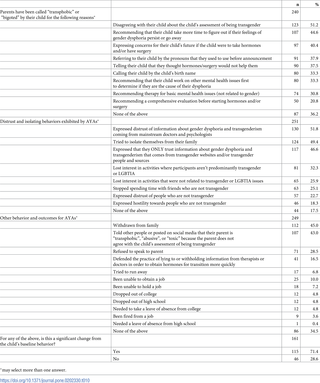 n %
Parents have been called "transphobic" or "bigoted" by their child for the following reasons* 240
Disagreeing with their child about the child's assessment of being transgender 123 51.2
Recommending that their child take more time to figure out if their feelings of gender dysphoria persist or go away 107 44.6
Expressing concerns for their child's future if the child were to take hormones and/or have surgery 97 40.4
Referring to their child by the pronouns that they used to use before announcement 91 37.9
Telling their child that they thought hormones/surgery would not help them 90 37.5
Calling their child by the child's birth name 80 33.3
Recommending that their child work on other mental health issues first to determine if they are the cause of their dysphoria 80 33.3
Recommending therapy for basic mental health issues (not related to gender) 74 30.8
Recommending a comprehensive evaluation before starting hormones and/or surgery 50 20.8
None of the above 87 36.2
Distrust and isolating behaviors exhibited by AYAs* 251
Expressed distrust of information about gender dysphoria and transgenderism coming from mainstream doctors and psychologists 130 51.8
Tried to isolate themselves from their family 124 49.4
Expressed that they ONLY trust information about gender dysphoria and transgenderism that comes from transgender websites and/or transgender people and sources 117 46.6
Lost interest in activities where participants aren't predominantly transgender or LGBTIA 81 32.3
Lost interest in activities that were not related to transgender or LGBTIA issues 65 25.9
Stopped spending time with friends who are not transgender 63 25.1
Expressed distrust of people who are not transgender 57 22.7
Expressed hostility towards people who are not transgender 46 18.3
None of the above 44 17.5
Other behavior and outcomes for AYAs* 249
Withdrawn from family 112 45.0
Told other people or posted on social media that their parent is "transphobic", "abusive", or "toxic" because the parent does not agree with the child's assessment of being transgender 107 43.0
Refused to speak to parent 71 28.5
Defended the practice of lying to or withholding information from therapists or doctors in order to obtain hormones for transition more quickly 41 16.5
Tried to run away 17 6.8
Been unable to obtain a job 25 10.0
Been unable to hold a job 18 7.2
Dropped out of college 12 4.8
Dropped out of high school 12 4.8
Needed to take a leave of absence from college 12 4.8
Been fired from a job 9 3.6
Needed a leave of absence from high school 1 0.4
None of the above 86 34.5
For any of the above, is this a significant change from the child's baseline behavior? 161
Yes 115 71.4
No 46 28.6
*may select more than one answer.
https://doi.org/10.1371/journal.pone.0202330.t010